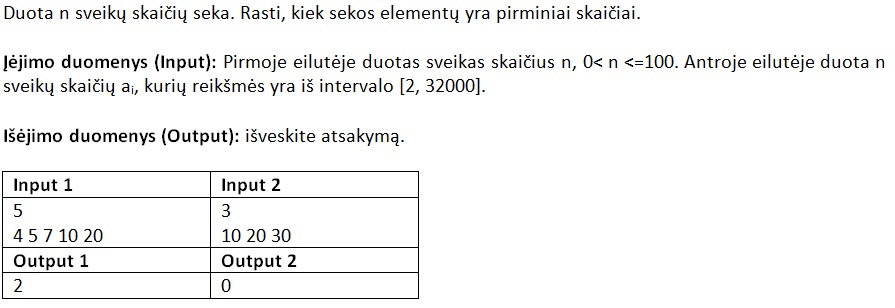 Duota n sveikų skaičių seka. Rasti, kiek sekos elementų yra pirminiai skaičiai.
Įėjimo duomenys (Input): Pirmoje eilutėje duotas sveikas skaičius n, 0< n <=100. Antroje eilutėje duota n
sveikų skaičių ai, kurių reikšmės yra iš intervalo [2, 32000].
Išėjimo duomenys (Output): išveskite atsakymą.
Input 1 Input 2
5 3
4 5 7 10 20 10 20 30
Output 1 Output 2
2 0